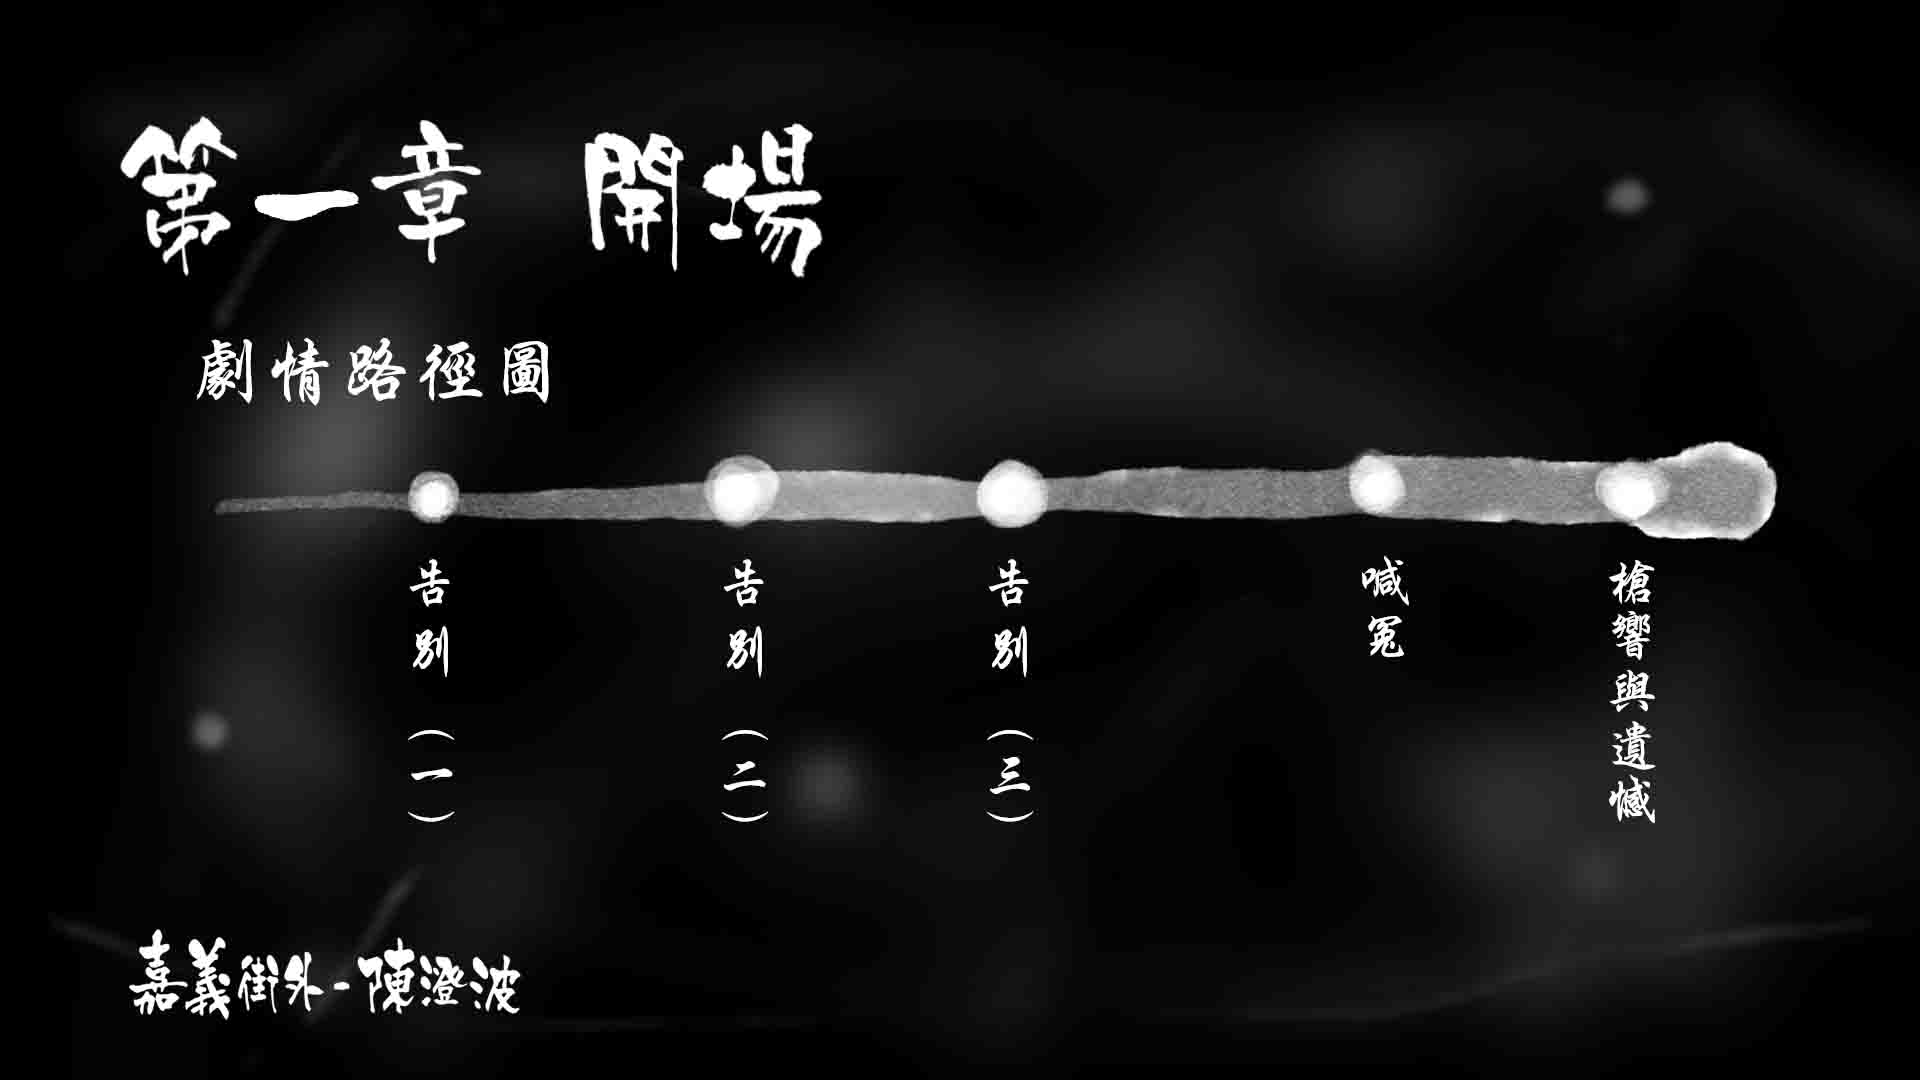 第一章 開場
劇情路徑圖
告別（一）
告別（二）
告別（三）
喊冤
槍響與遺憾
嘉義街外-陳澄波